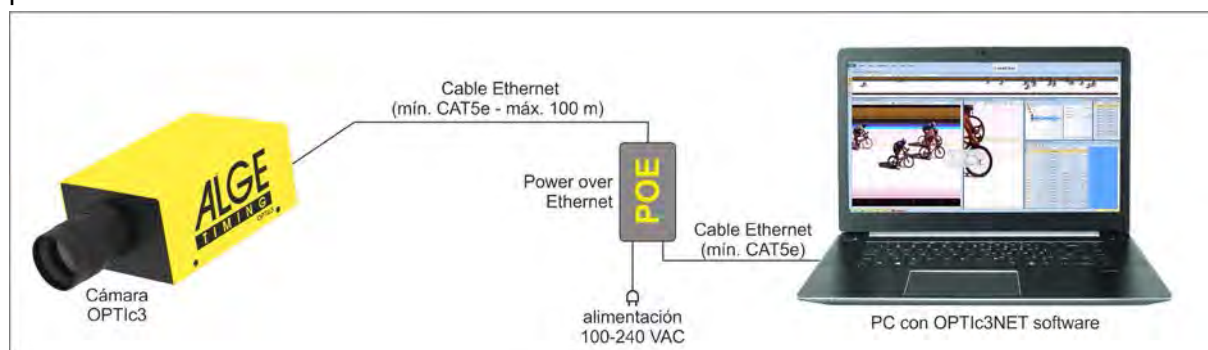 Cable Ethernet
(mín. CAT5e - máx. 100 m)
ALGE
TIMING
OPTIc3
Power over
Ethernet
POE
Cable Ethernet
(mín. CAT5e)
Cámara
OPTIc3
alimentación
100-240 VAC
PC con OPTIc3NET software